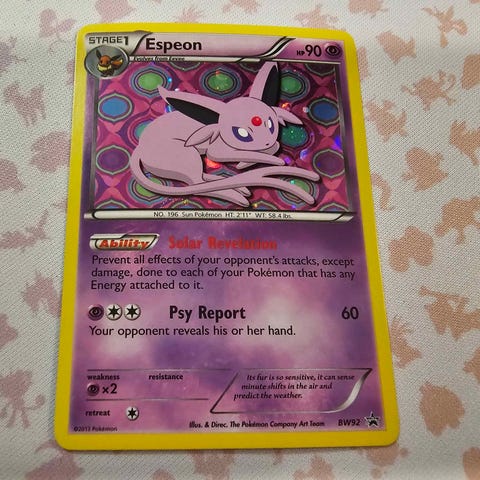 STAGE1 Espeon HP90
Evolves from Eevee
NO. 196 Sun Pokémon HT: 2'11" WT: 58.4 lbs.
Ability Solar Revelation
Prevent all effects of your opponent's attacks, except
damage, done to each of your Pokémon that has any
Energy attached to it.
Psy Report 60
Your opponent reveals his or her hand.
weakness resistance
×2
retreat
Its fur is so sensitive, it can sense
minute shifts in the air and
predict the weather.
©2013 Pokémon Illus. & Direc. The Pokémon Company Art Team BW92